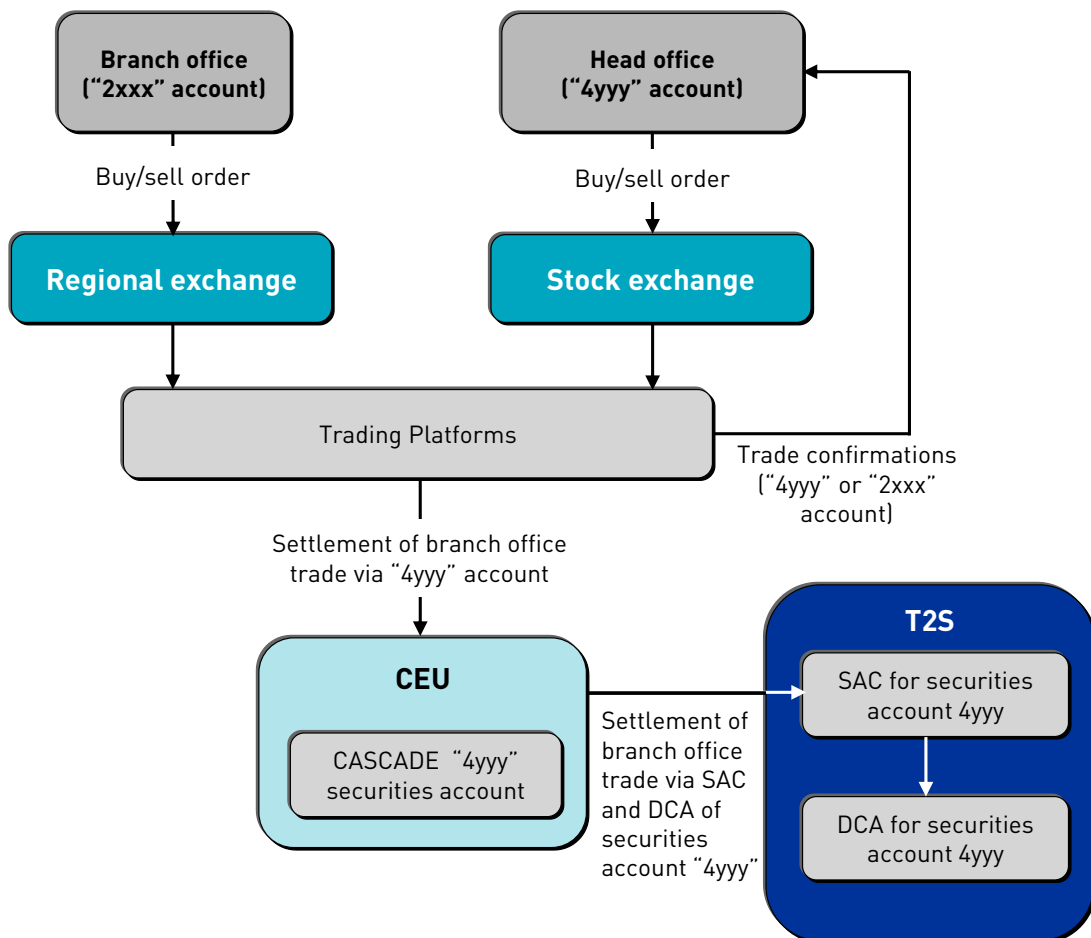 Branch office
(“2xxx” account)
Head office
(“4yyy” account)
Buy/sell order
Buy/sell order
Regional exchange
Stock exchange
Trading Platforms
Trade confirmations
(“4yyy” or “2xxx”
account)
Settlement of branch office
trade via “4yyy” account
CEU
CASCADE “4yyy”
securities account
Settlement of
branch office
trade via SAC
and DCA of
securities
account “4yyy”
T2S
SAC for securities
account 4yyy
DCA for securities
account 4yyy